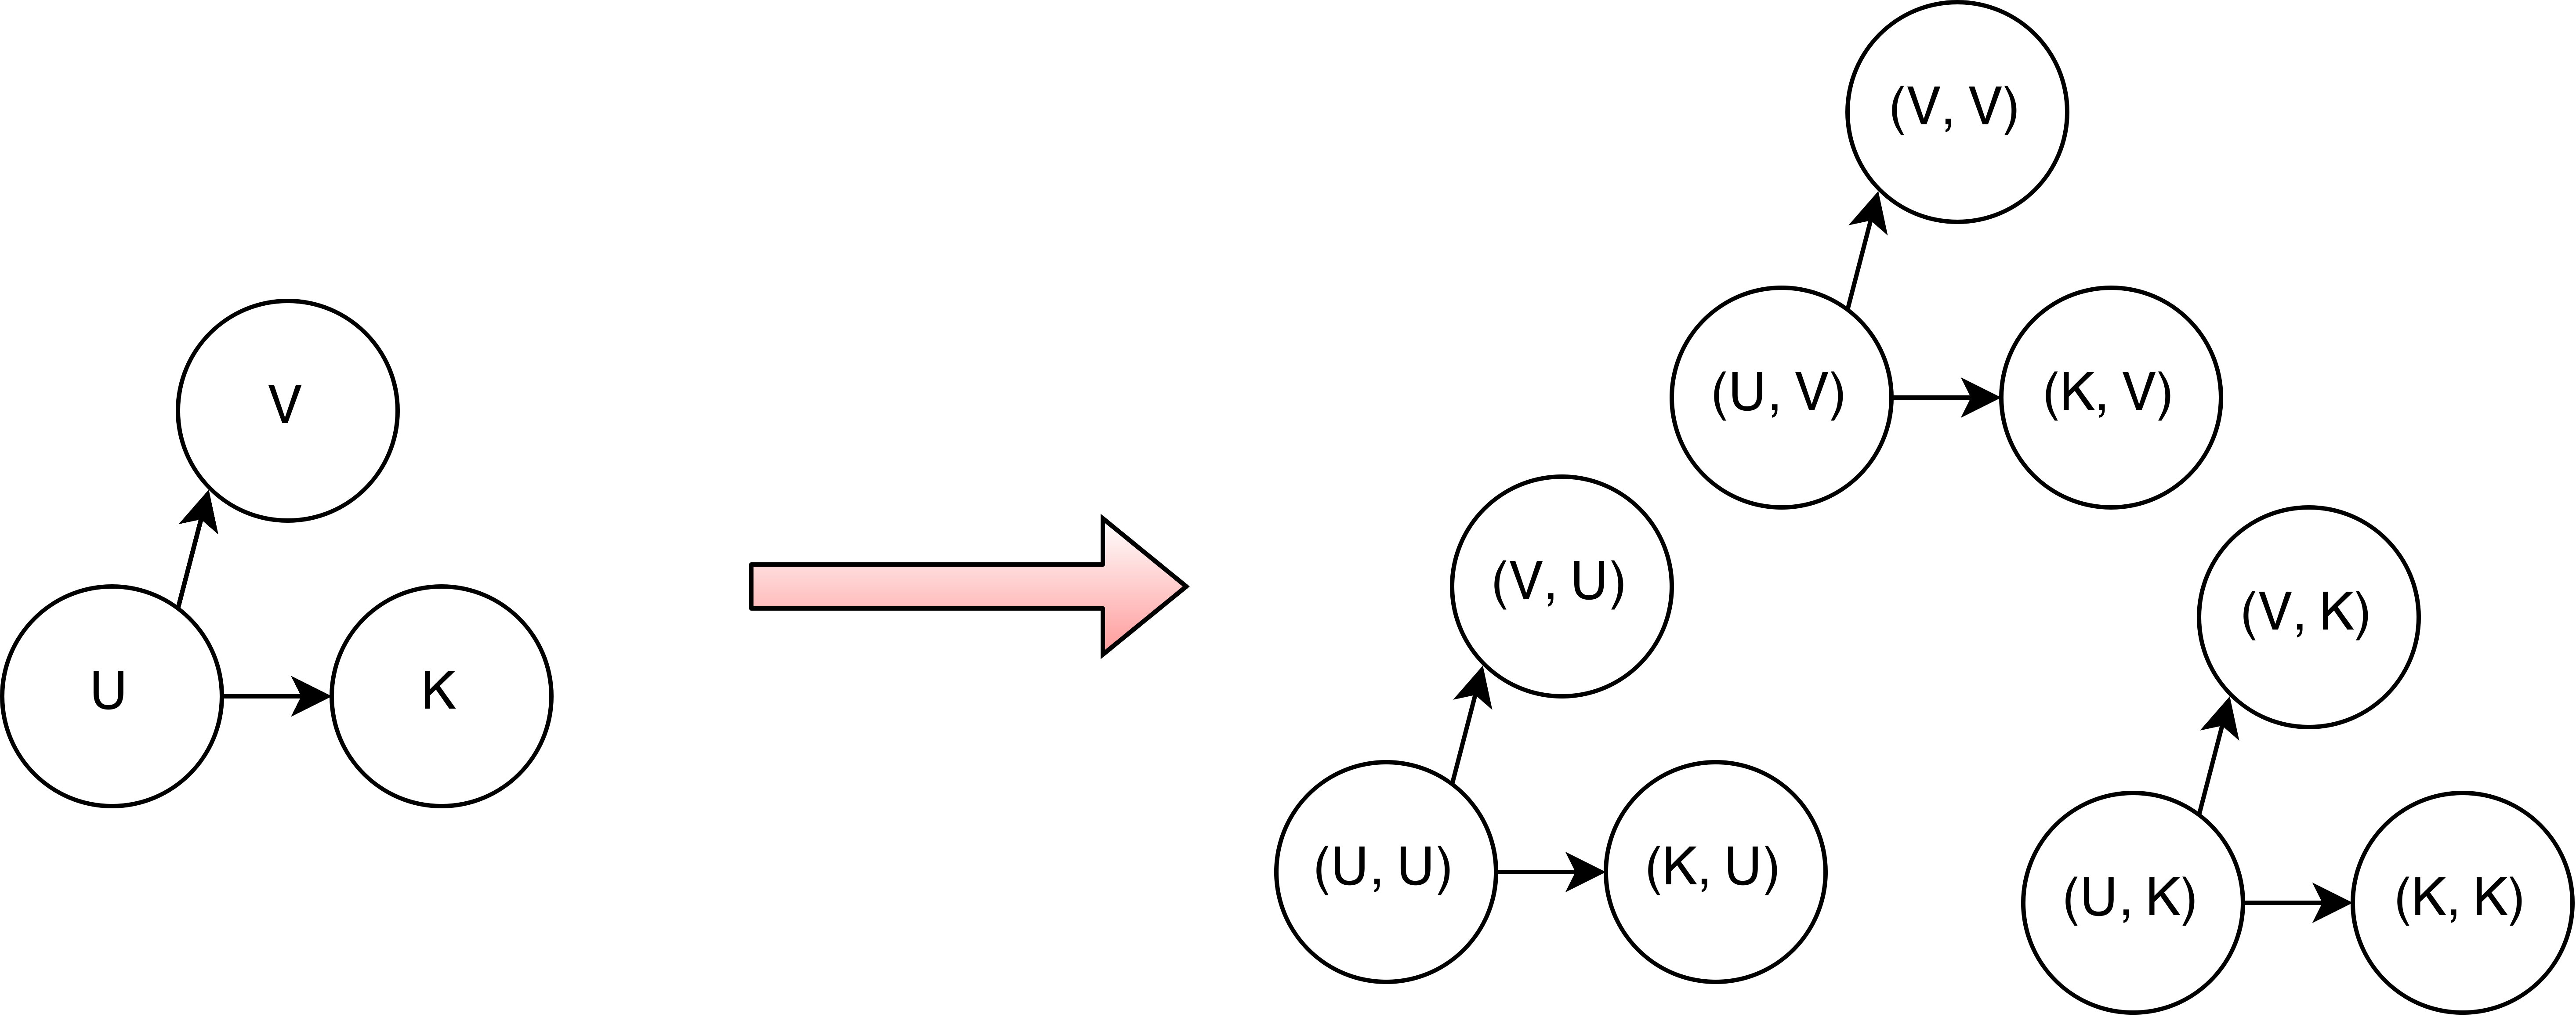 V
U
K
(V, V)
(U, V)
(K, V)
(V, U)
(U, U)
(K, U)
(V, K)
(U, K)
(K, K)